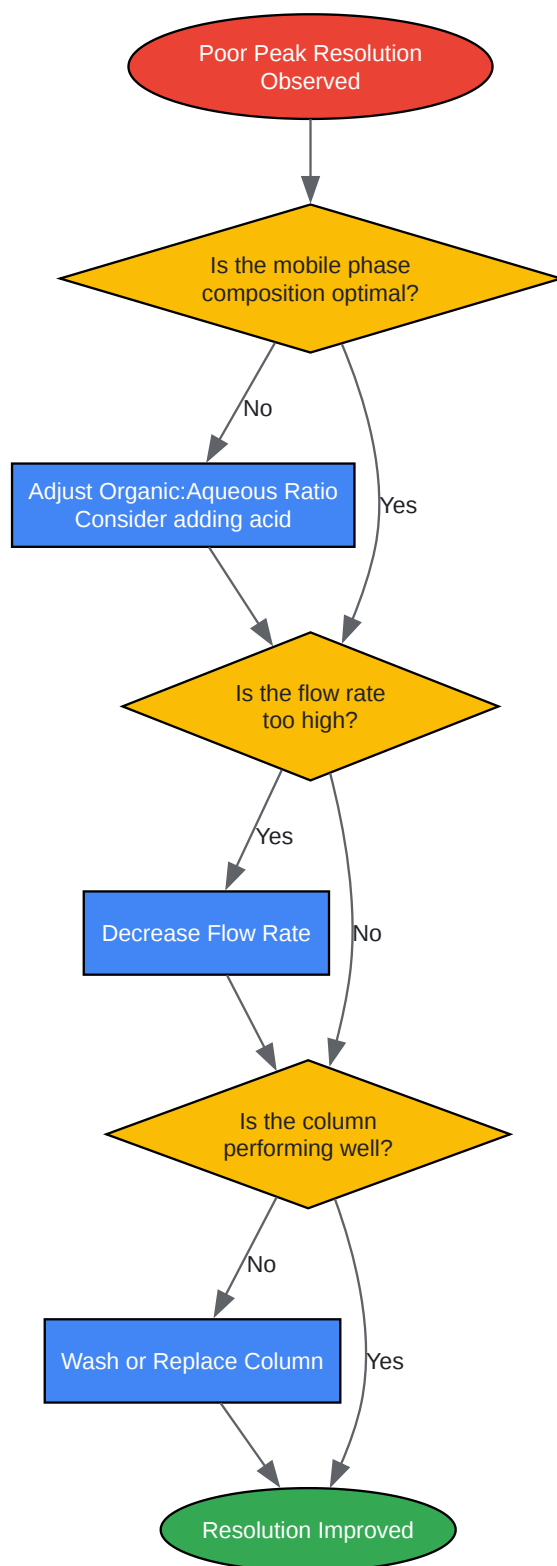 Poor Peak Resolution
Observed
Is the mobile phase
composition optimal?
No
Adjust Organic:Aqueous Ratio
Consider adding acid
Yes
Is the flow rate
too high?
Yes
Decrease Flow Rate
No
Is the column
performing well?
No
Wash or Replace Column
Yes
Resolution Improved